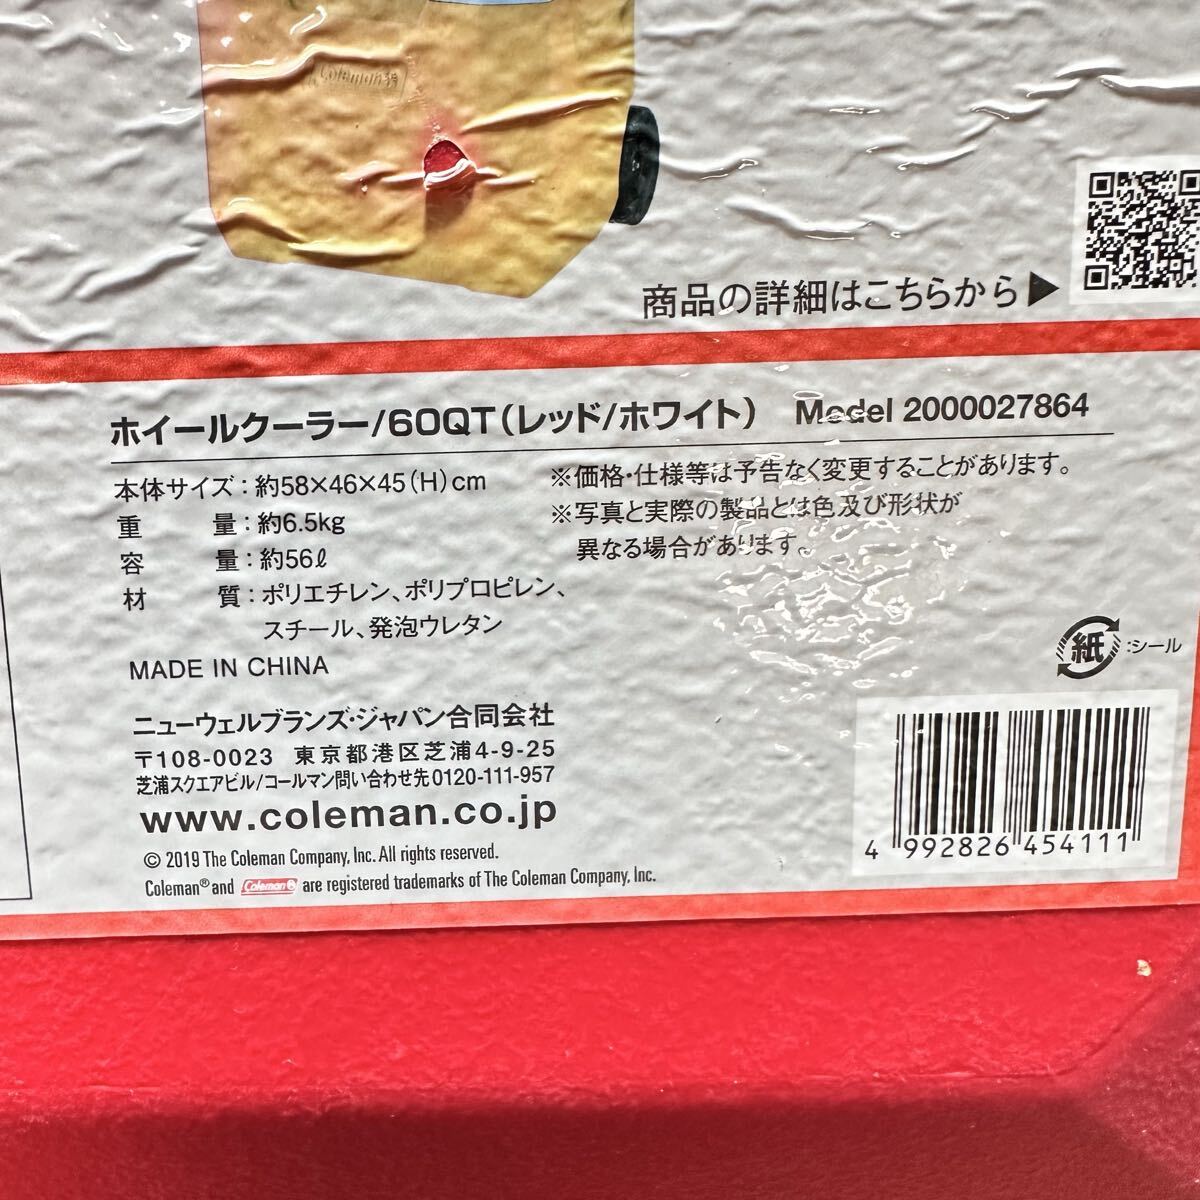 Coleman
商品の詳細はこちらから▶
ホイールクーラー/60QT(レッド/ホワイト) Model 2000027864
本体サイズ:約58×46×45(H)cm
重 量:約6.5kg
容 量:約56ℓ
材 質:ポリエチレン、ポリプロピレン、
スチール、発泡ウレタン
MADE IN CHINA
※価格・仕様等は予告なく変更することがあります。
※写真と実際の製品とは色及び形状が
異なる場合があります。
紙:シール
ニューウェルブランズ・ジャパン合同会社
〒108-0023 東京都港区芝浦4-9-25
芝浦スクエアビル/コールマン問い合わせ先0120-111-957
www.coleman.co.jp
© 2019 The Coleman Company, Inc. All rights reserved.
Coleman® and Coleman are registered trademarks of The Coleman Company, Inc.
4 992826 454111